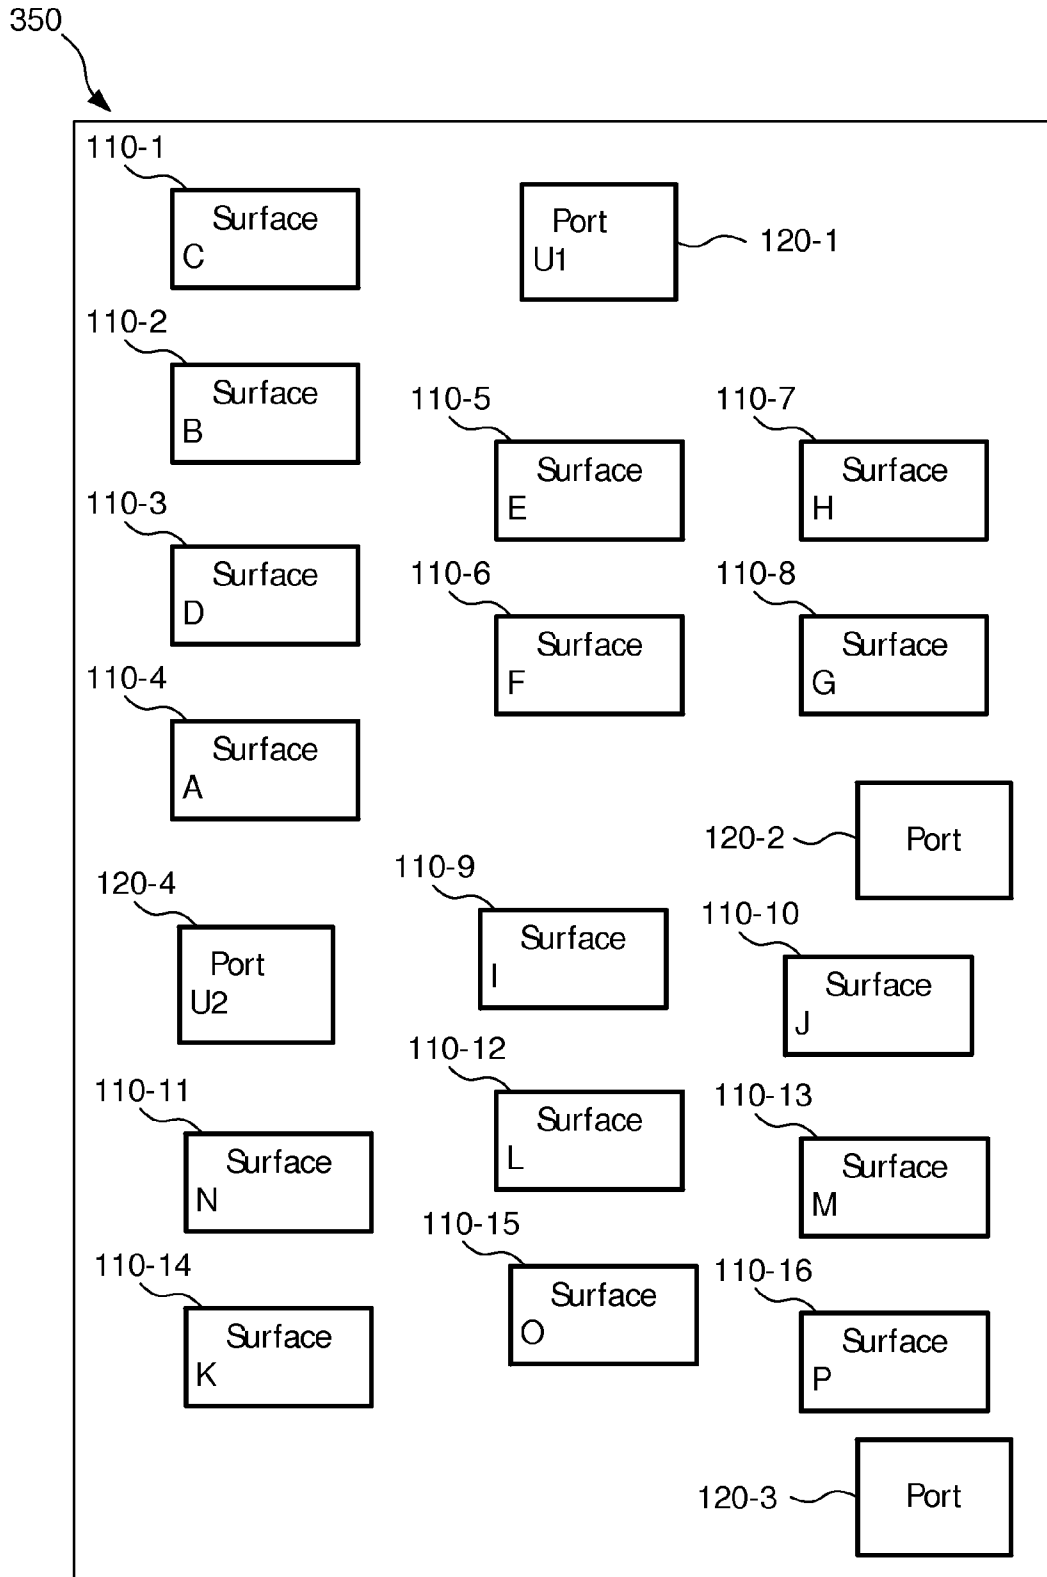 350
110-1
Surface
C
Port
U1
120-1
110-2
Surface
B
110-5
Surface
E
110-7
Surface
H
110-3
Surface
D
110-6
Surface
F
110-8
Surface
G
110-4
Surface
A
120-2
Port
120-4
Port
U2
110-9
Surface
I
110-10
Surface
J
110-11
Surface
N
110-12
Surface
L
110-13
Surface
M
110-14
Surface
K
110-15
Surface
O
110-16
Surface
P
120-3
Port